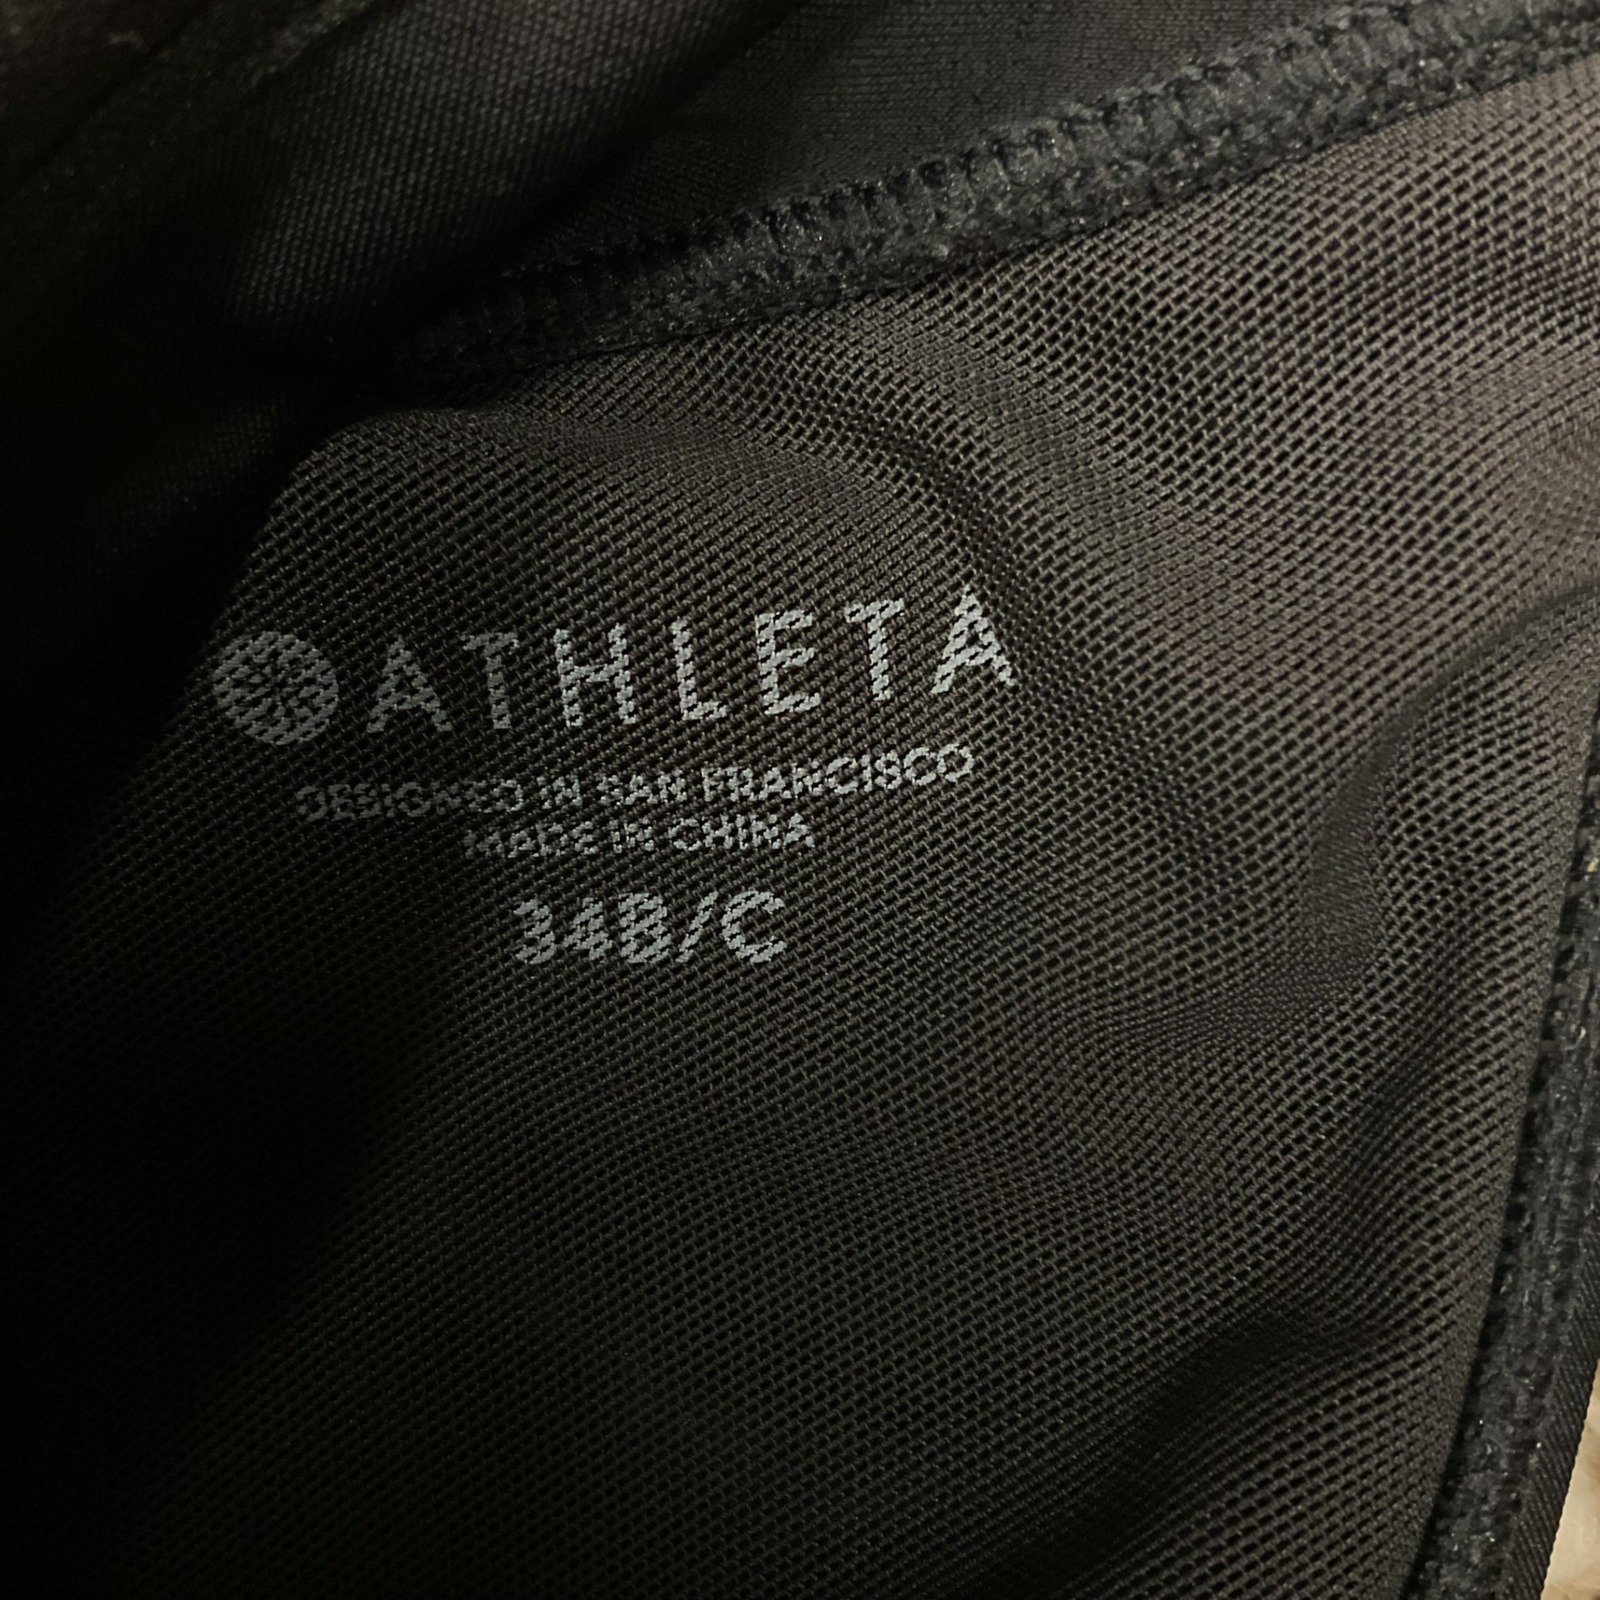 ATHLETA
DESIGNED IN SAN FRANCISCO
MADE IN CHINA
34B/C